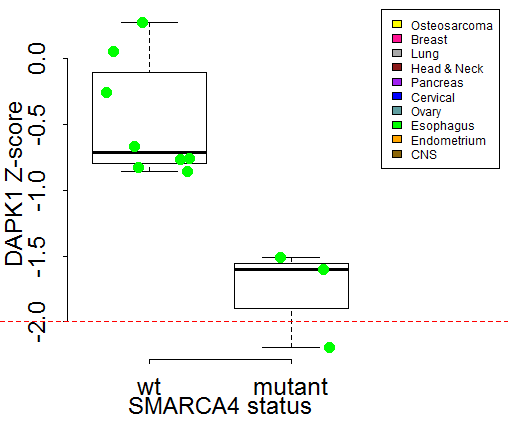 DAPK1 Z-score
0.0
-0.5
-1.0
-1.5
-2.0
wt mutant
SMARCA4 status
Osteosarcoma
Breast
Lung
Head & Neck
Pancreas
Cervical
Ovary
Esophagus
Endometrium
CNS